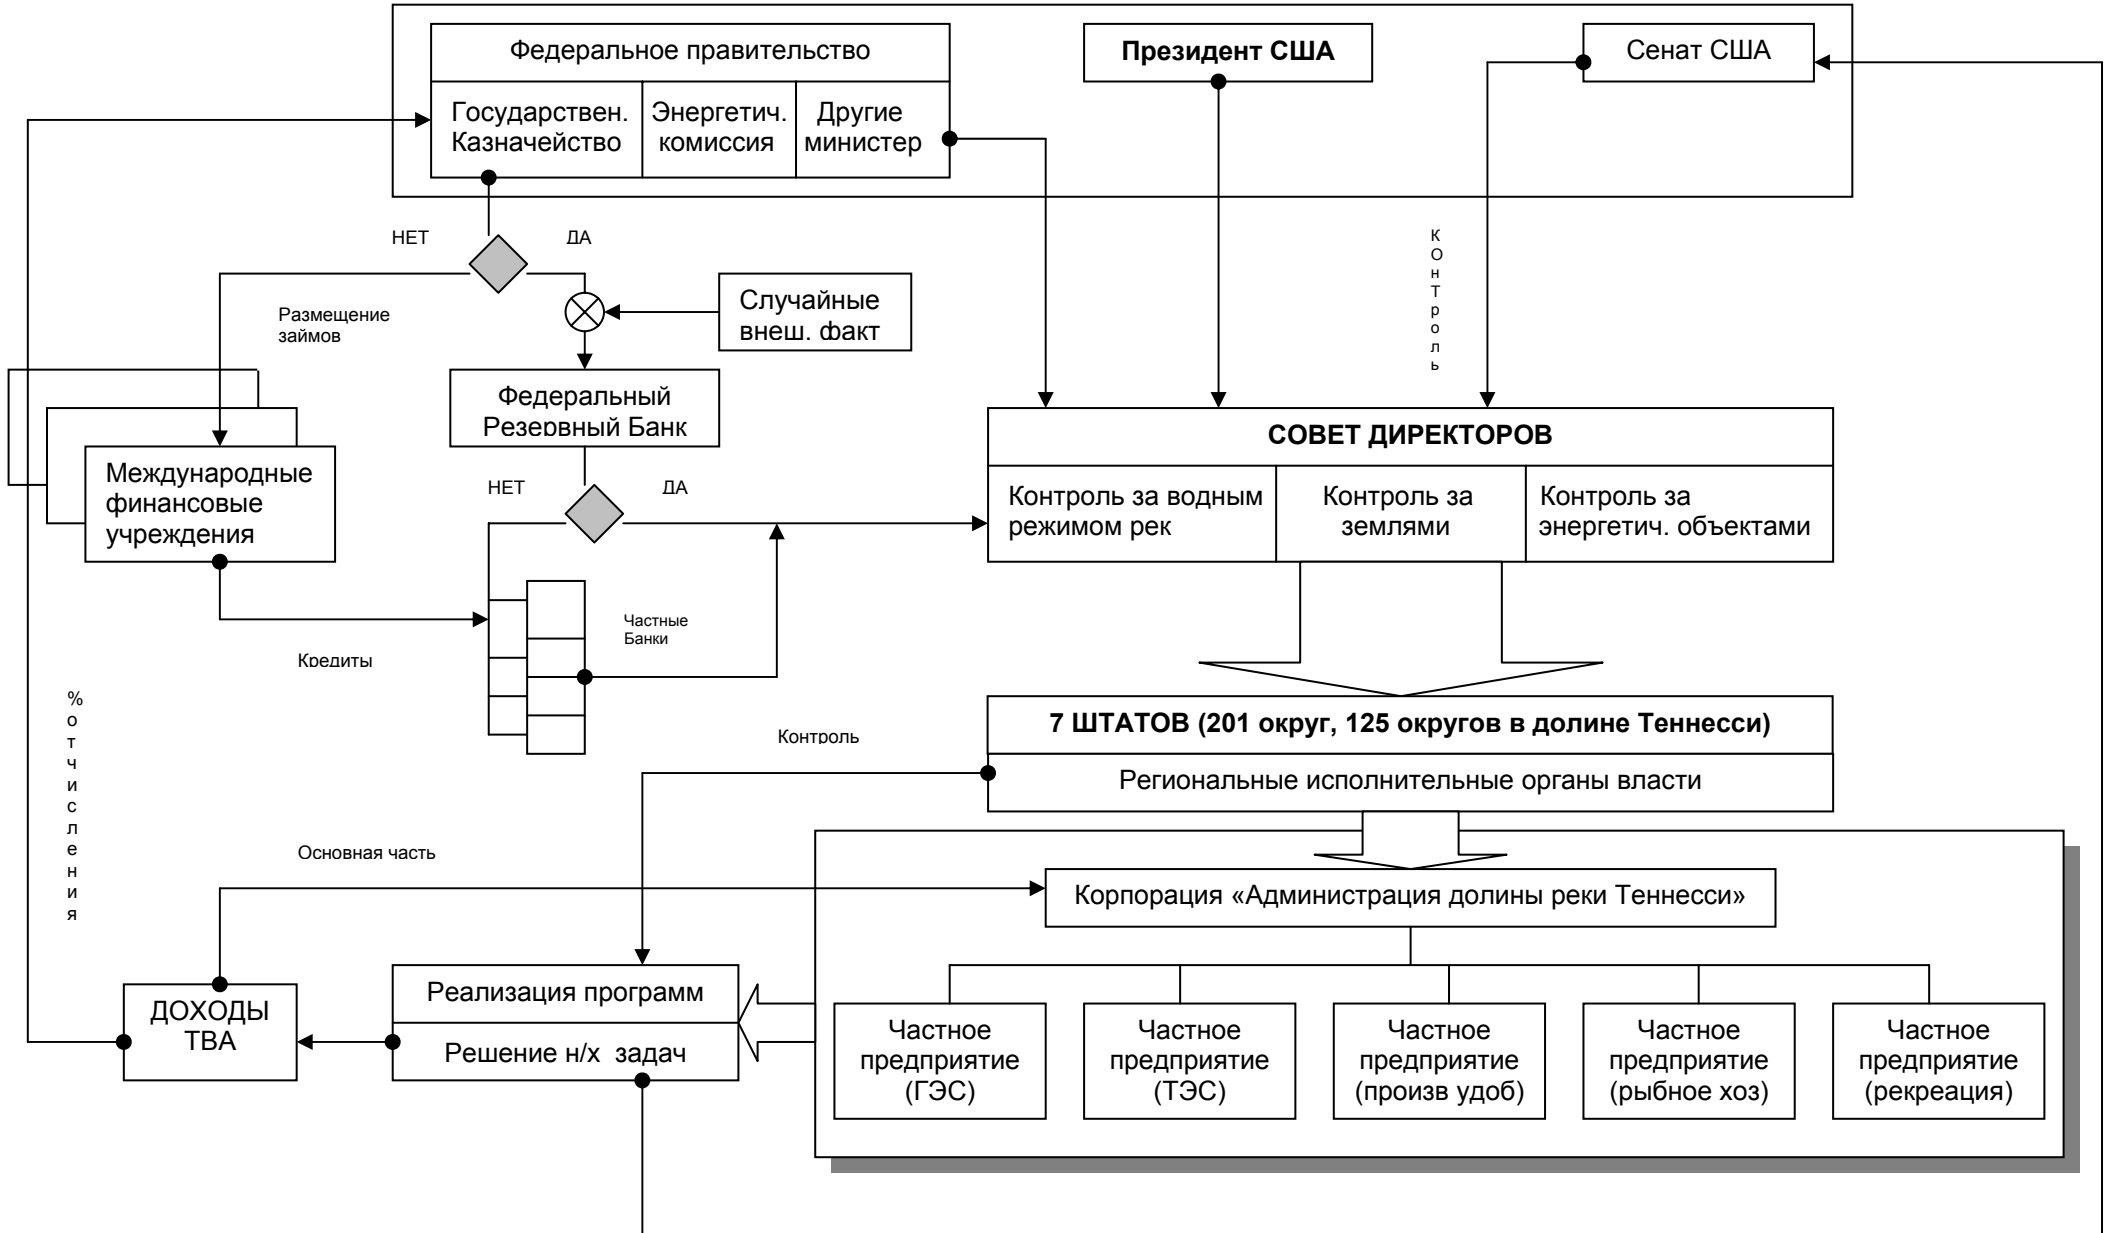 Федеральное правительство
Президент США
Сенат США
Государствен.
Казначейство
Энергетич.
комиссия
Другие
министер
НЕТ
ДА
Контроль
Размещение
займов
Случайные
внеш. факт
Федеральный
Резервный Банк
СОВЕТ ДИРЕКТОРОВ
Международные
финансовые
учреждения
НЕТ
ДА
Контроль за водным
режимом рек
Контроль за
землями
Контроль за
энергетич. объектами
Частные
Банки
Кредиты
% отчисления
7 ШТАТОВ (201 округ, 125 округов в долине Теннесси)
Контроль
Региональные исполнительные органы власти
Основная часть
Корпорация «Администрация долины реки Теннесси»
ДОХОДЫ
ТВА
Реализация программ
Решение н/х задач
Частное
предприятие
(ГЭС)
Частное
предприятие
(ТЭС)
Частное
предприятие
(произв удоб)
Частное
предприятие
(рыбное хоз)
Частное
предприятие
(рекреация)